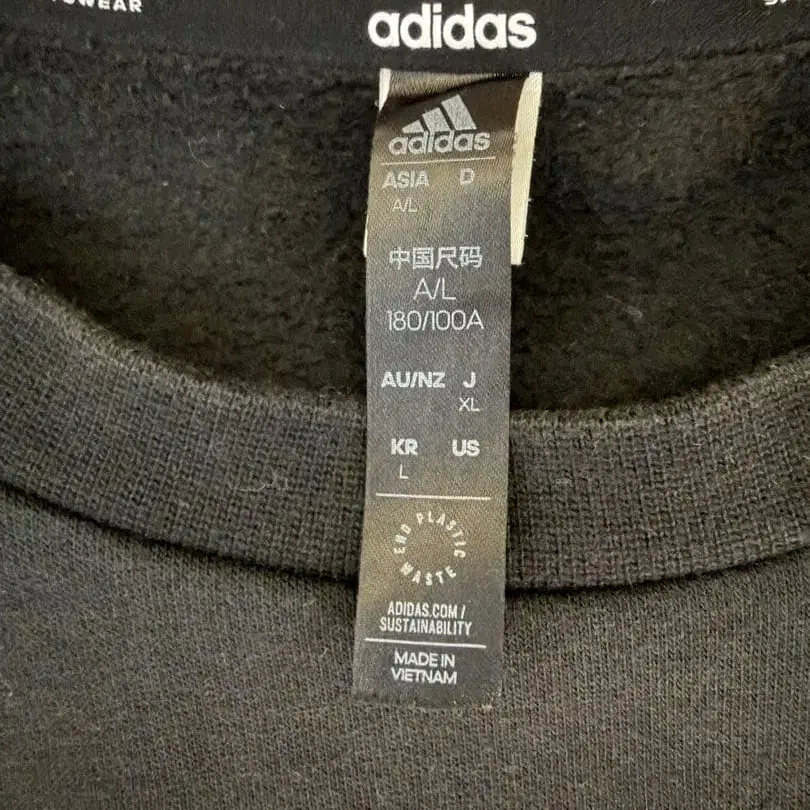 adidas
adidas
ASIA D
A/L
中国尺码
A/L
180/100A
AU/NZ J
XL
KR US
L
END PLASTIC WASTE
ADIDAS.COM/
SUSTAINABILITY
MADE IN
VIETNAM